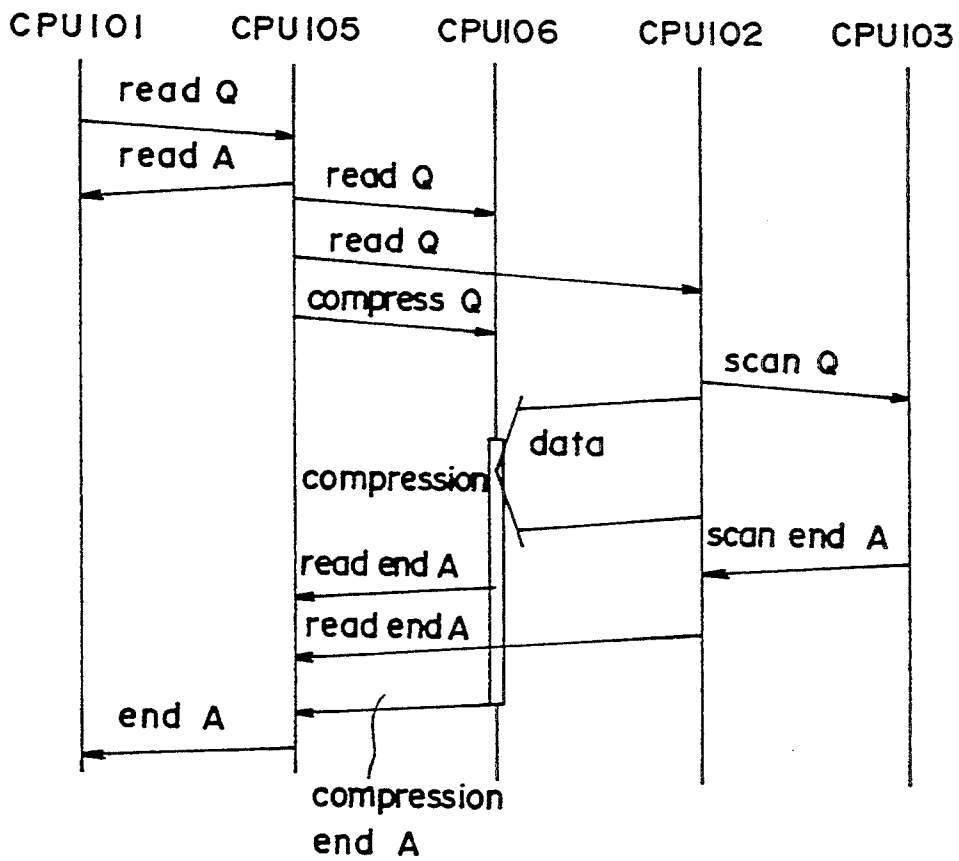 CPU101 CPU105 CPU106 CPU102 CPU103
read Q
read A
read Q
read Q
compress Q
scan Q
data
compression
scan end A
read end A
read end A
end A
compression
end A